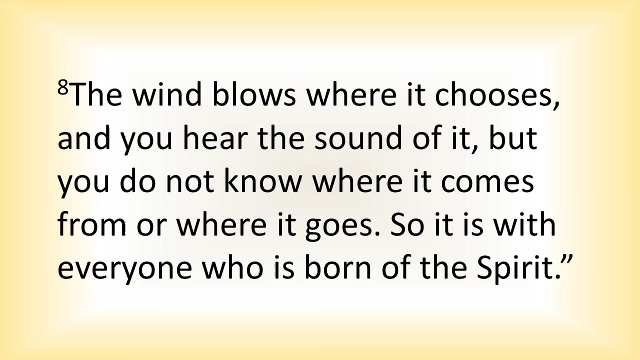 ⁸The wind blows where it chooses,
and you hear the sound of it, but
you do not know where it comes
from or where it goes. So it is with
everyone who is born of the Spirit.”